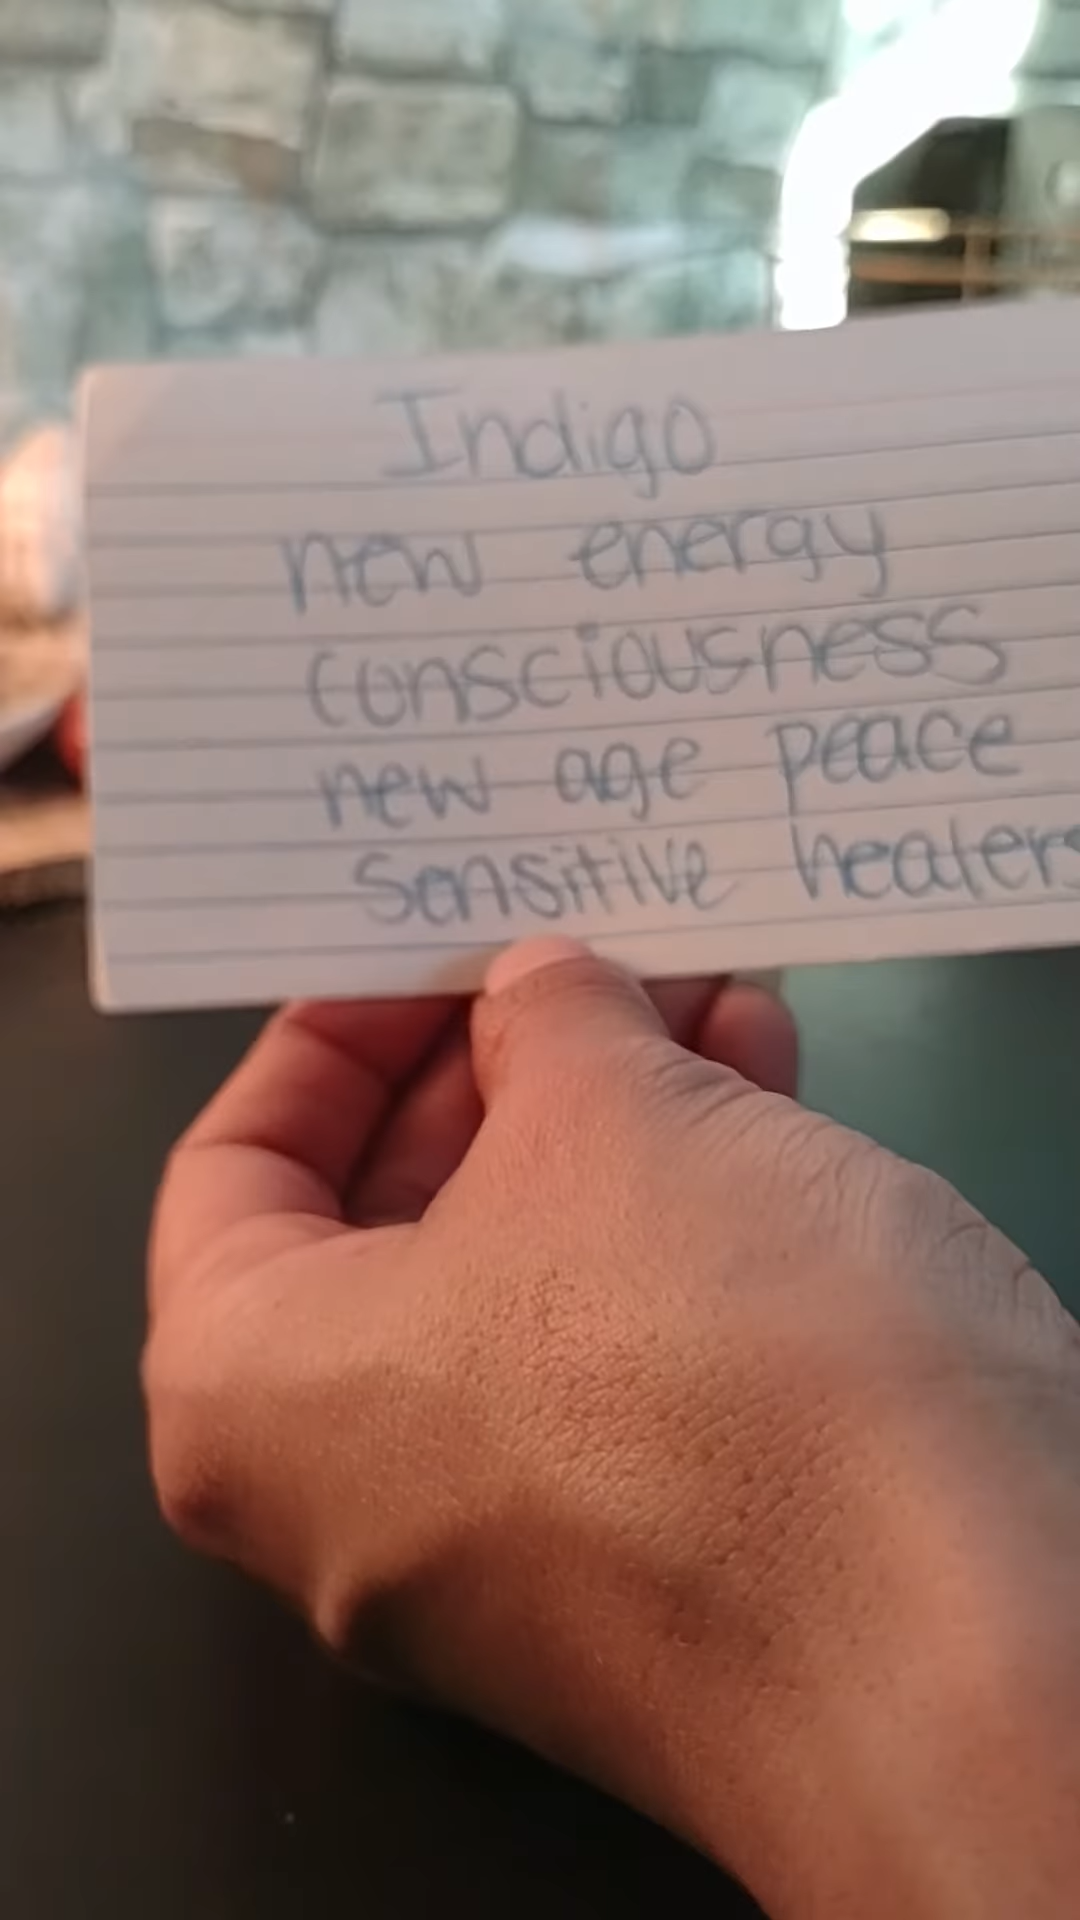 Indigo
new energy
consciousness
new age peace
Sensitive healers